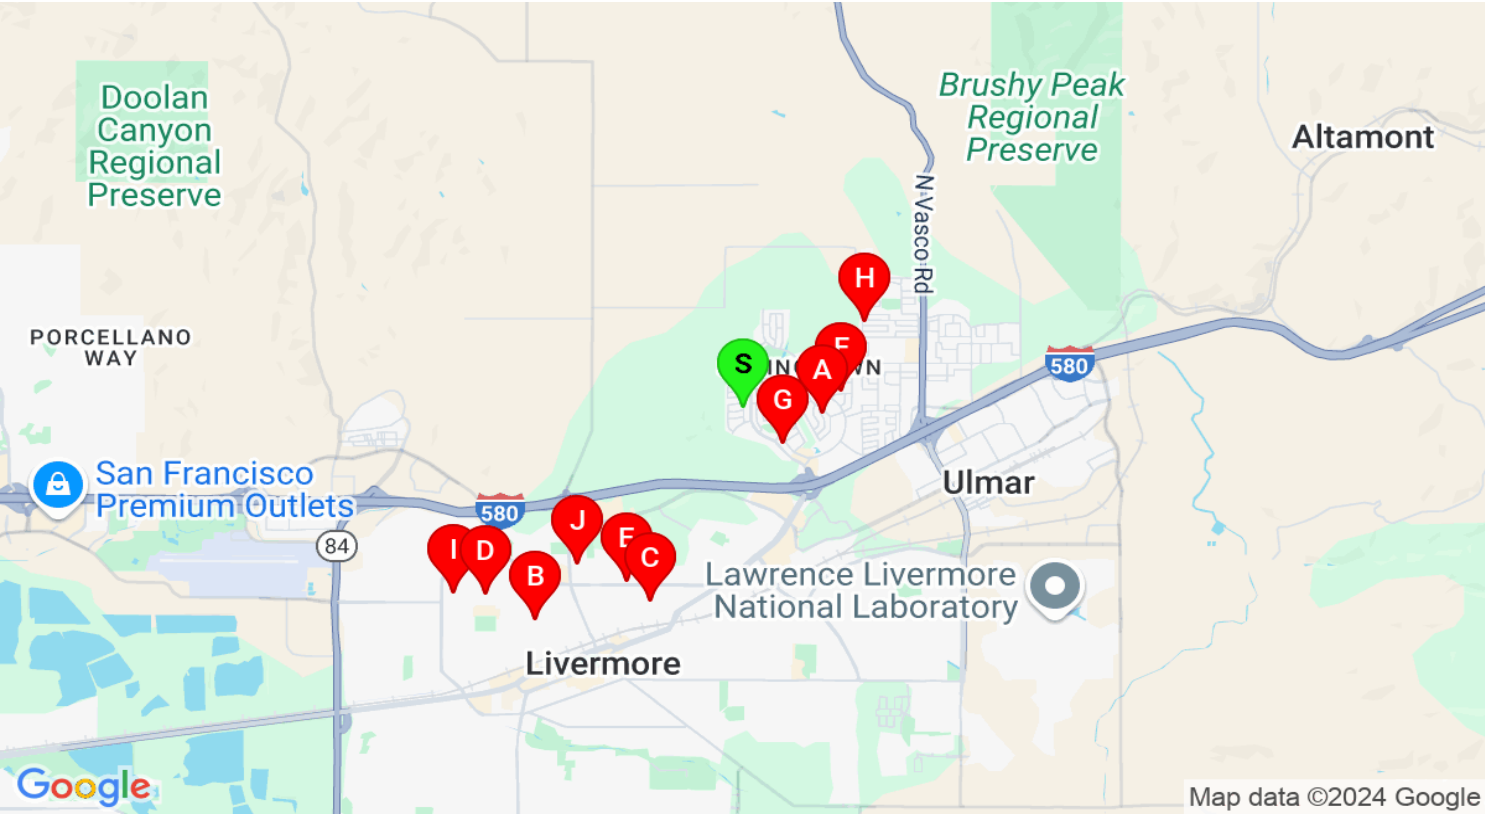 Doolan
Canyon
Regional
Preserve
Brushy Peak
Regional
Preserve
Altamont
N Vasco Rd
H
PORCELLANO
WAY
S
A
G
580
San Francisco
Premium Outlets
Ulmar
580
84
I
D
B
J
E
C
Lawrence Livermore
National Laboratory
Livermore
Google
Map data ©2024 Google